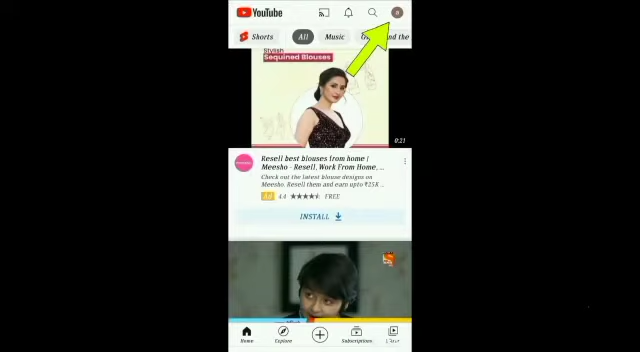 YouTube
Shorts All Music
Stylish
Sequined Blouses
0:21
Resell best blouses from home |
Meesho - Resell, Work From Home, ...
Check out the latest blouse designs on
Meesho. Resell them and earn upto ₹25K ...
Ad 4.4 FREE
INSTALL
Home Explore Subscriptions